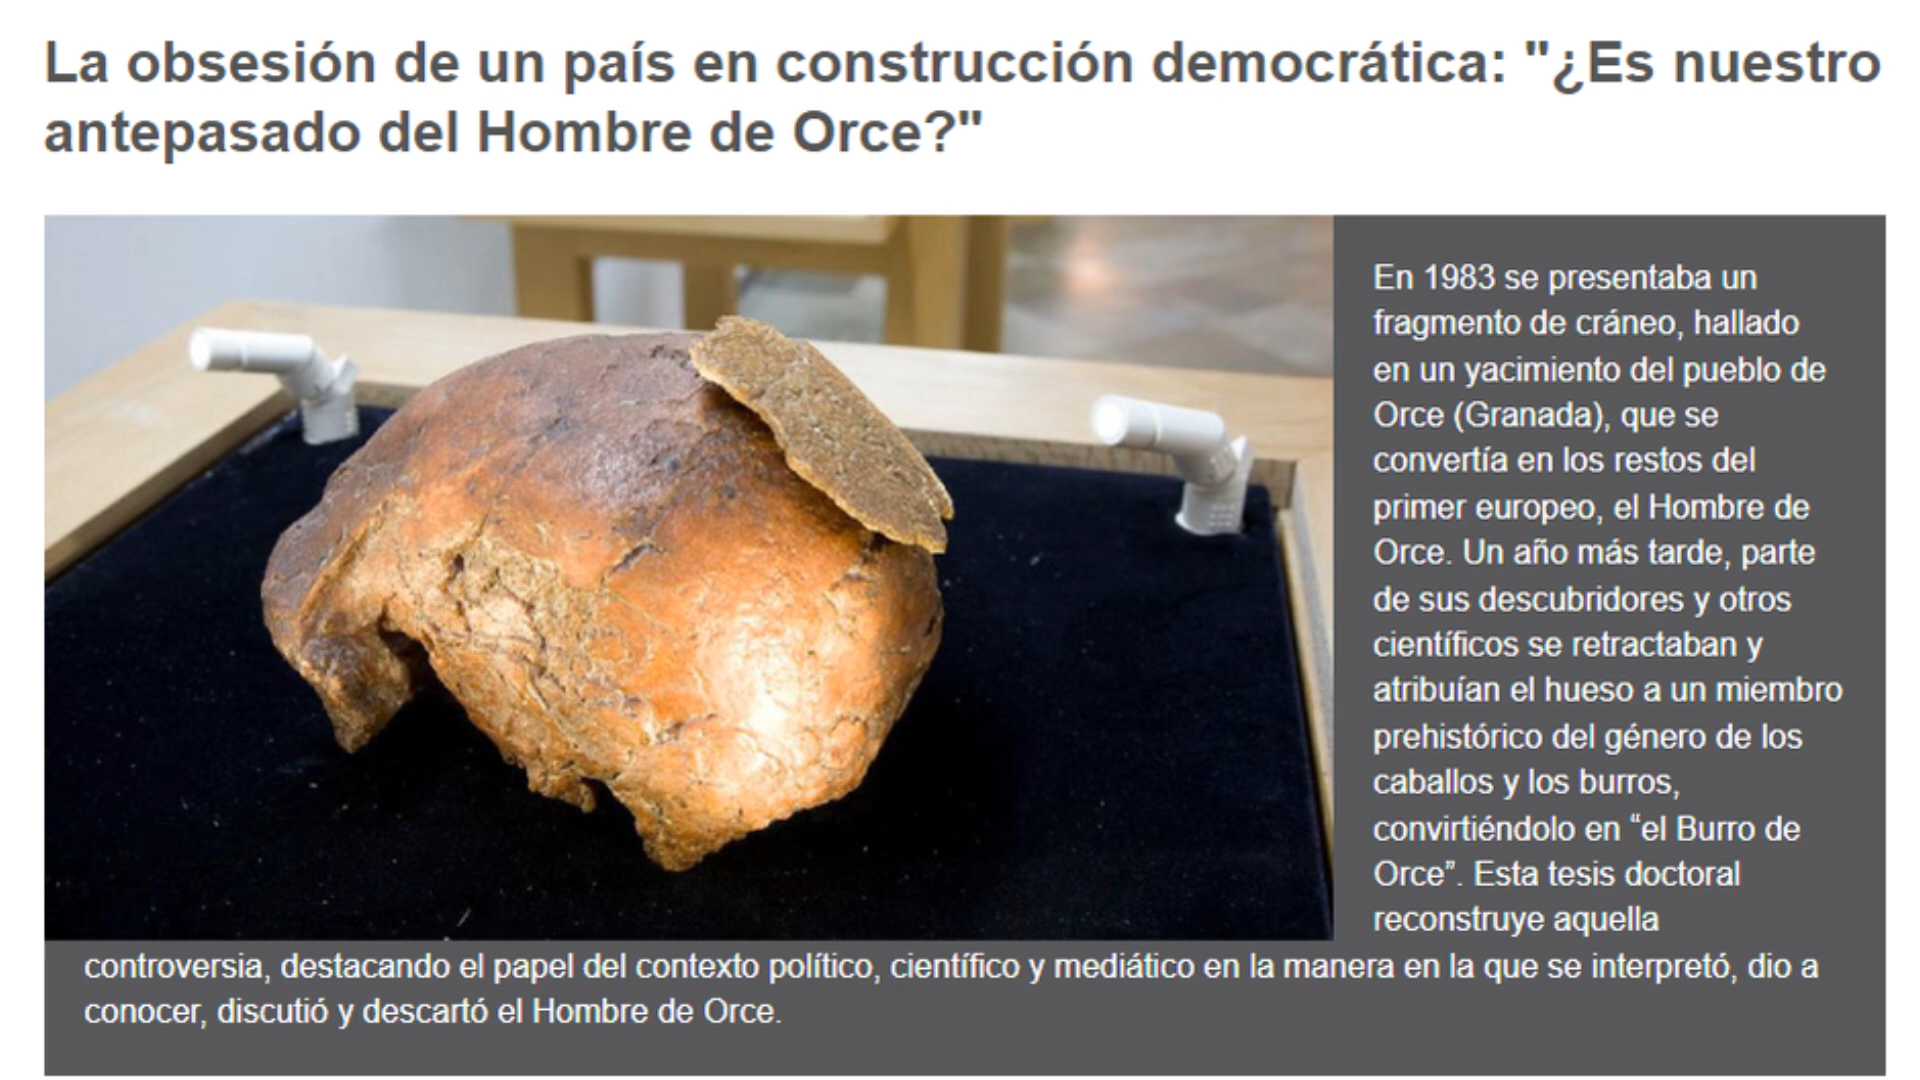 La obsesión de un país en construcción democrática: "¿Es nuestro
antepasado del Hombre de Orce?"
En 1983 se presentaba un
fragmento de cráneo, hallado
en un yacimiento del pueblo de
Orce (Granada), que se
convertía en los restos del
primer europeo, el Hombre de
Orce. Un año más tarde, parte
de sus descubridores y otros
científicos se retractaban y
atribuían el hueso a un miembro
prehistórico del género de los
caballos y los burros,
convirtiéndolo en “el Burro de
Orce”. Esta tesis doctoral
reconstruye aquella
controversia, destacando el papel del contexto político, científico y mediático en la manera en la que se interpretó, dio a
conocer, discutió y descartó el Hombre de Orce.